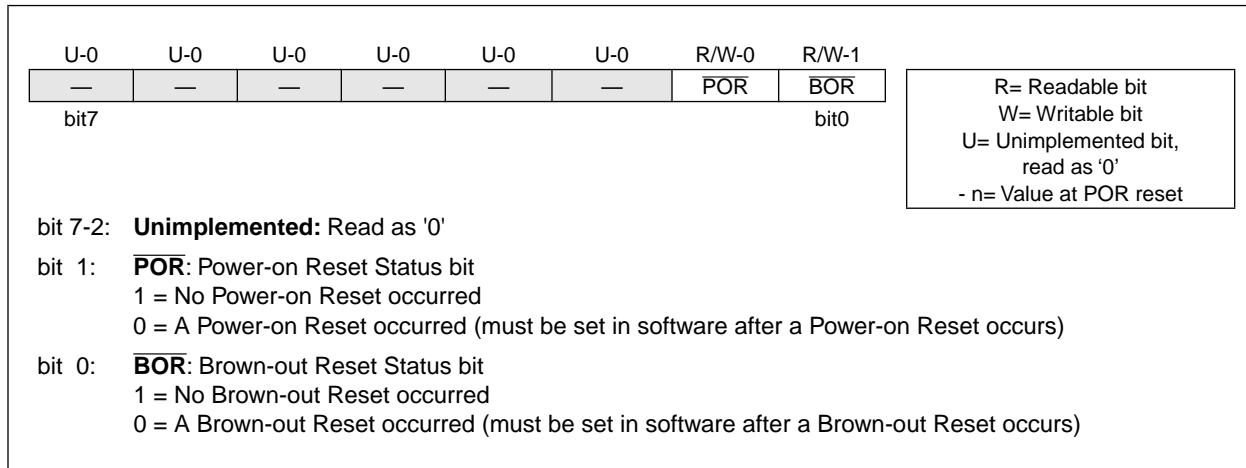 U-0 U-0 U-0 U-0 U-0 U-0 R/W-0 R/W-1
— — — — — — P̅O̅R̅ B̅O̅R̅
bit7 bit0
R= Readable bit
W= Writable bit
U= Unimplemented bit,
read as ‘0’
- n= Value at POR reset
bit 7-2: Unimplemented: Read as '0'
bit 1: P̅O̅R̅: Power-on Reset Status bit
1 = No Power-on Reset occurred
0 = A Power-on Reset occurred (must be set in software after a Power-on Reset occurs)
bit 0: B̅O̅R̅: Brown-out Reset Status bit
1 = No Brown-out Reset occurred
0 = A Brown-out Reset occurred (must be set in software after a Brown-out Reset occurs)